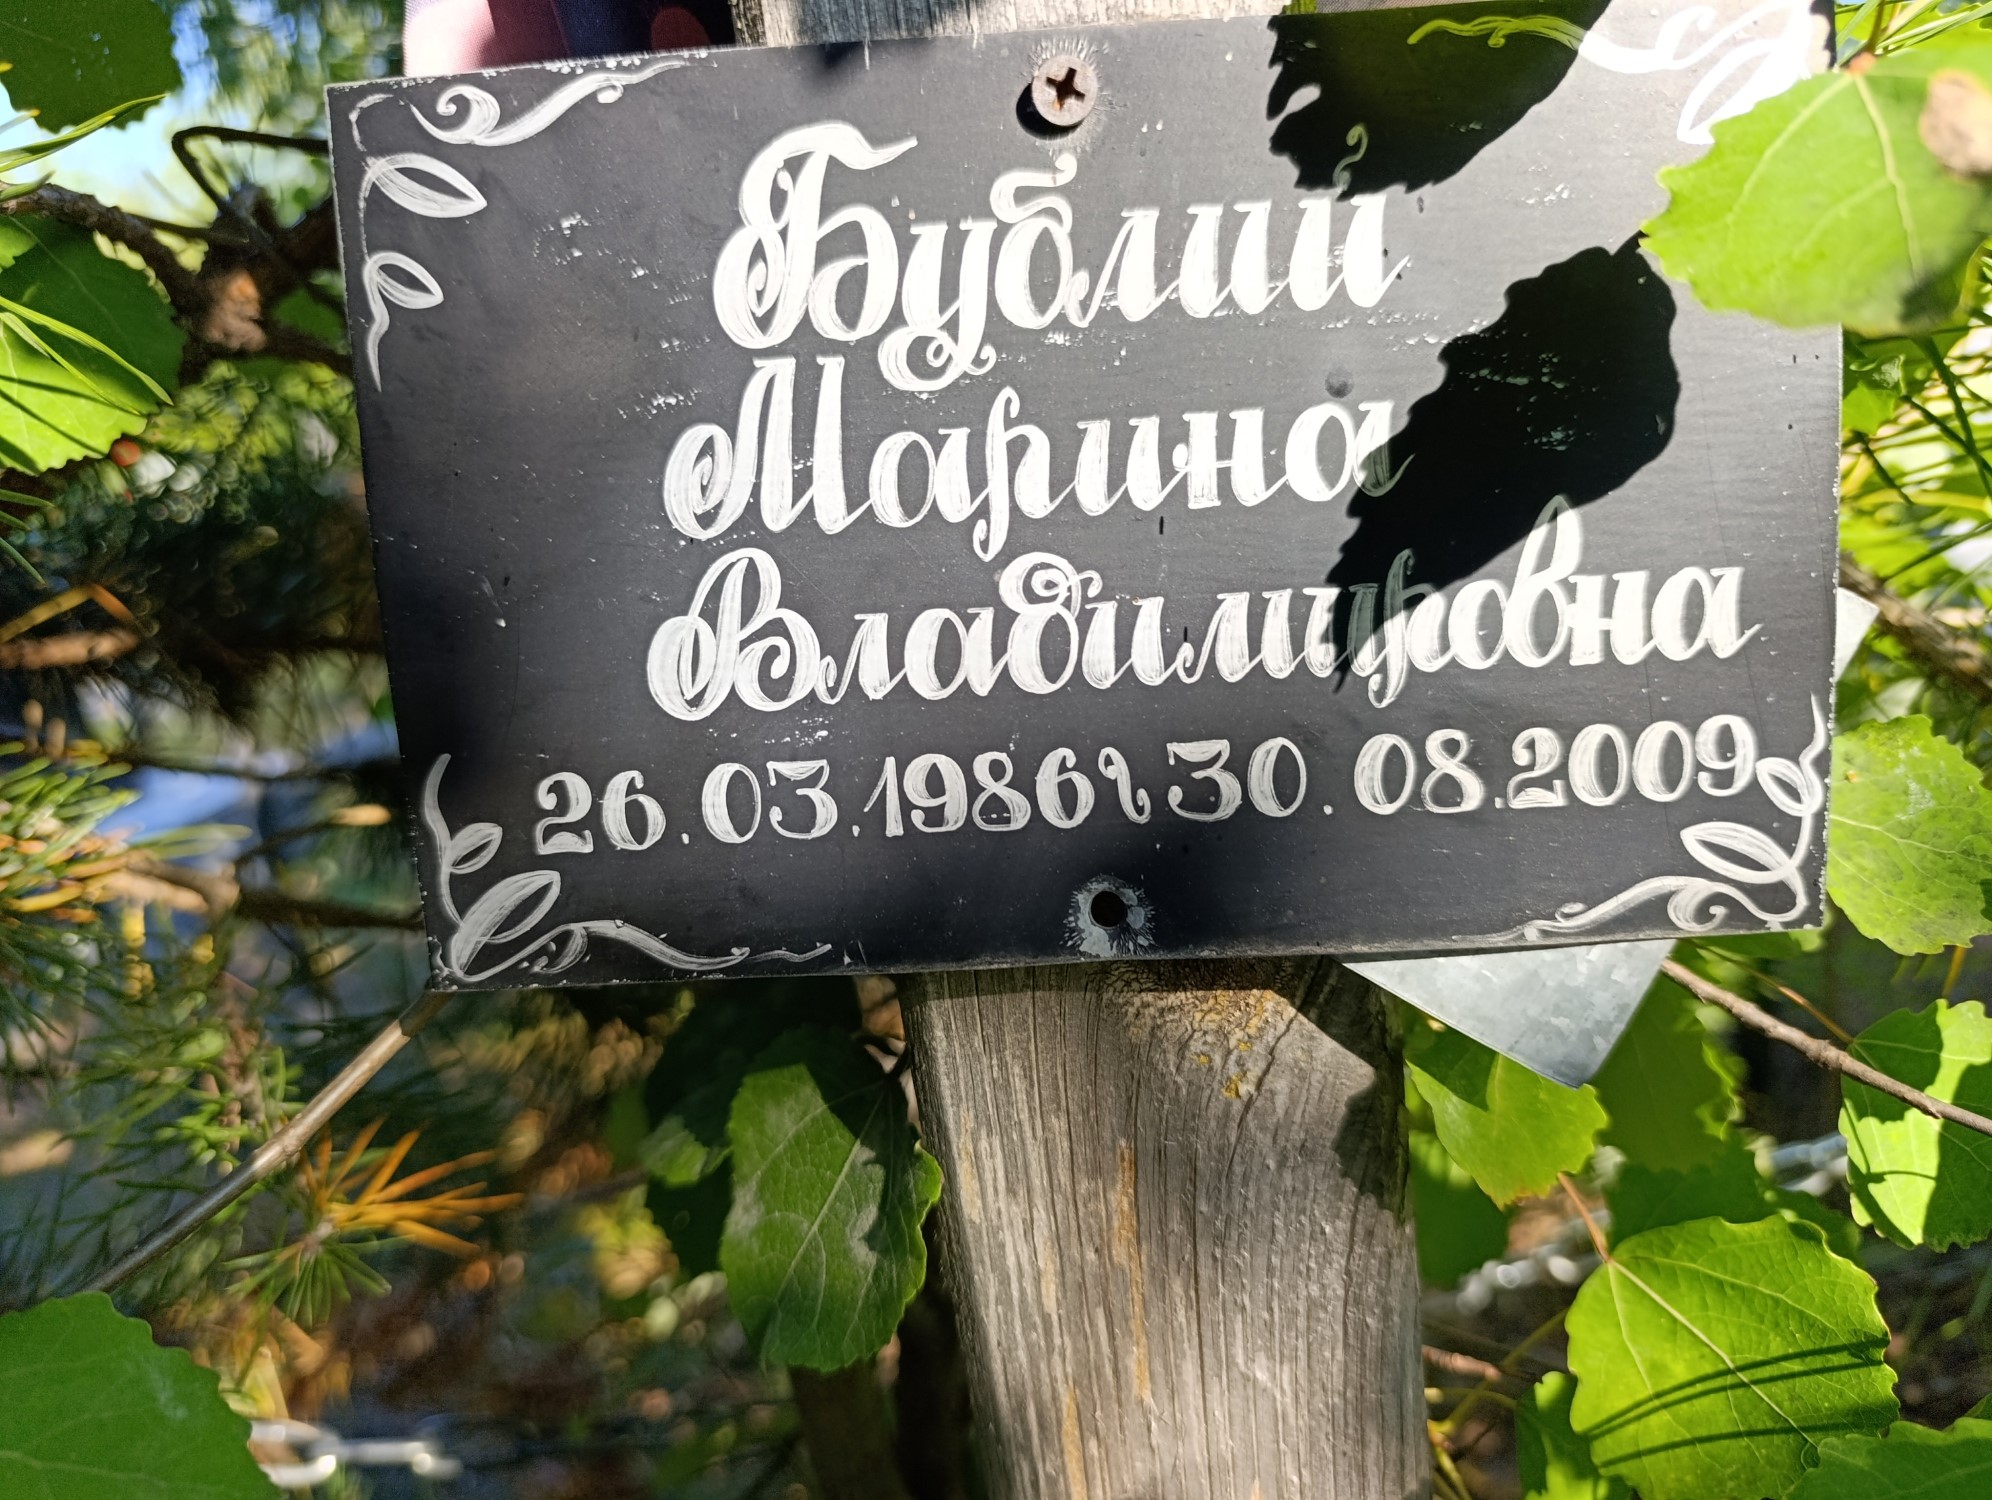 Бублий
Марина
Владимировна
26.03.1986г 30.08.2009